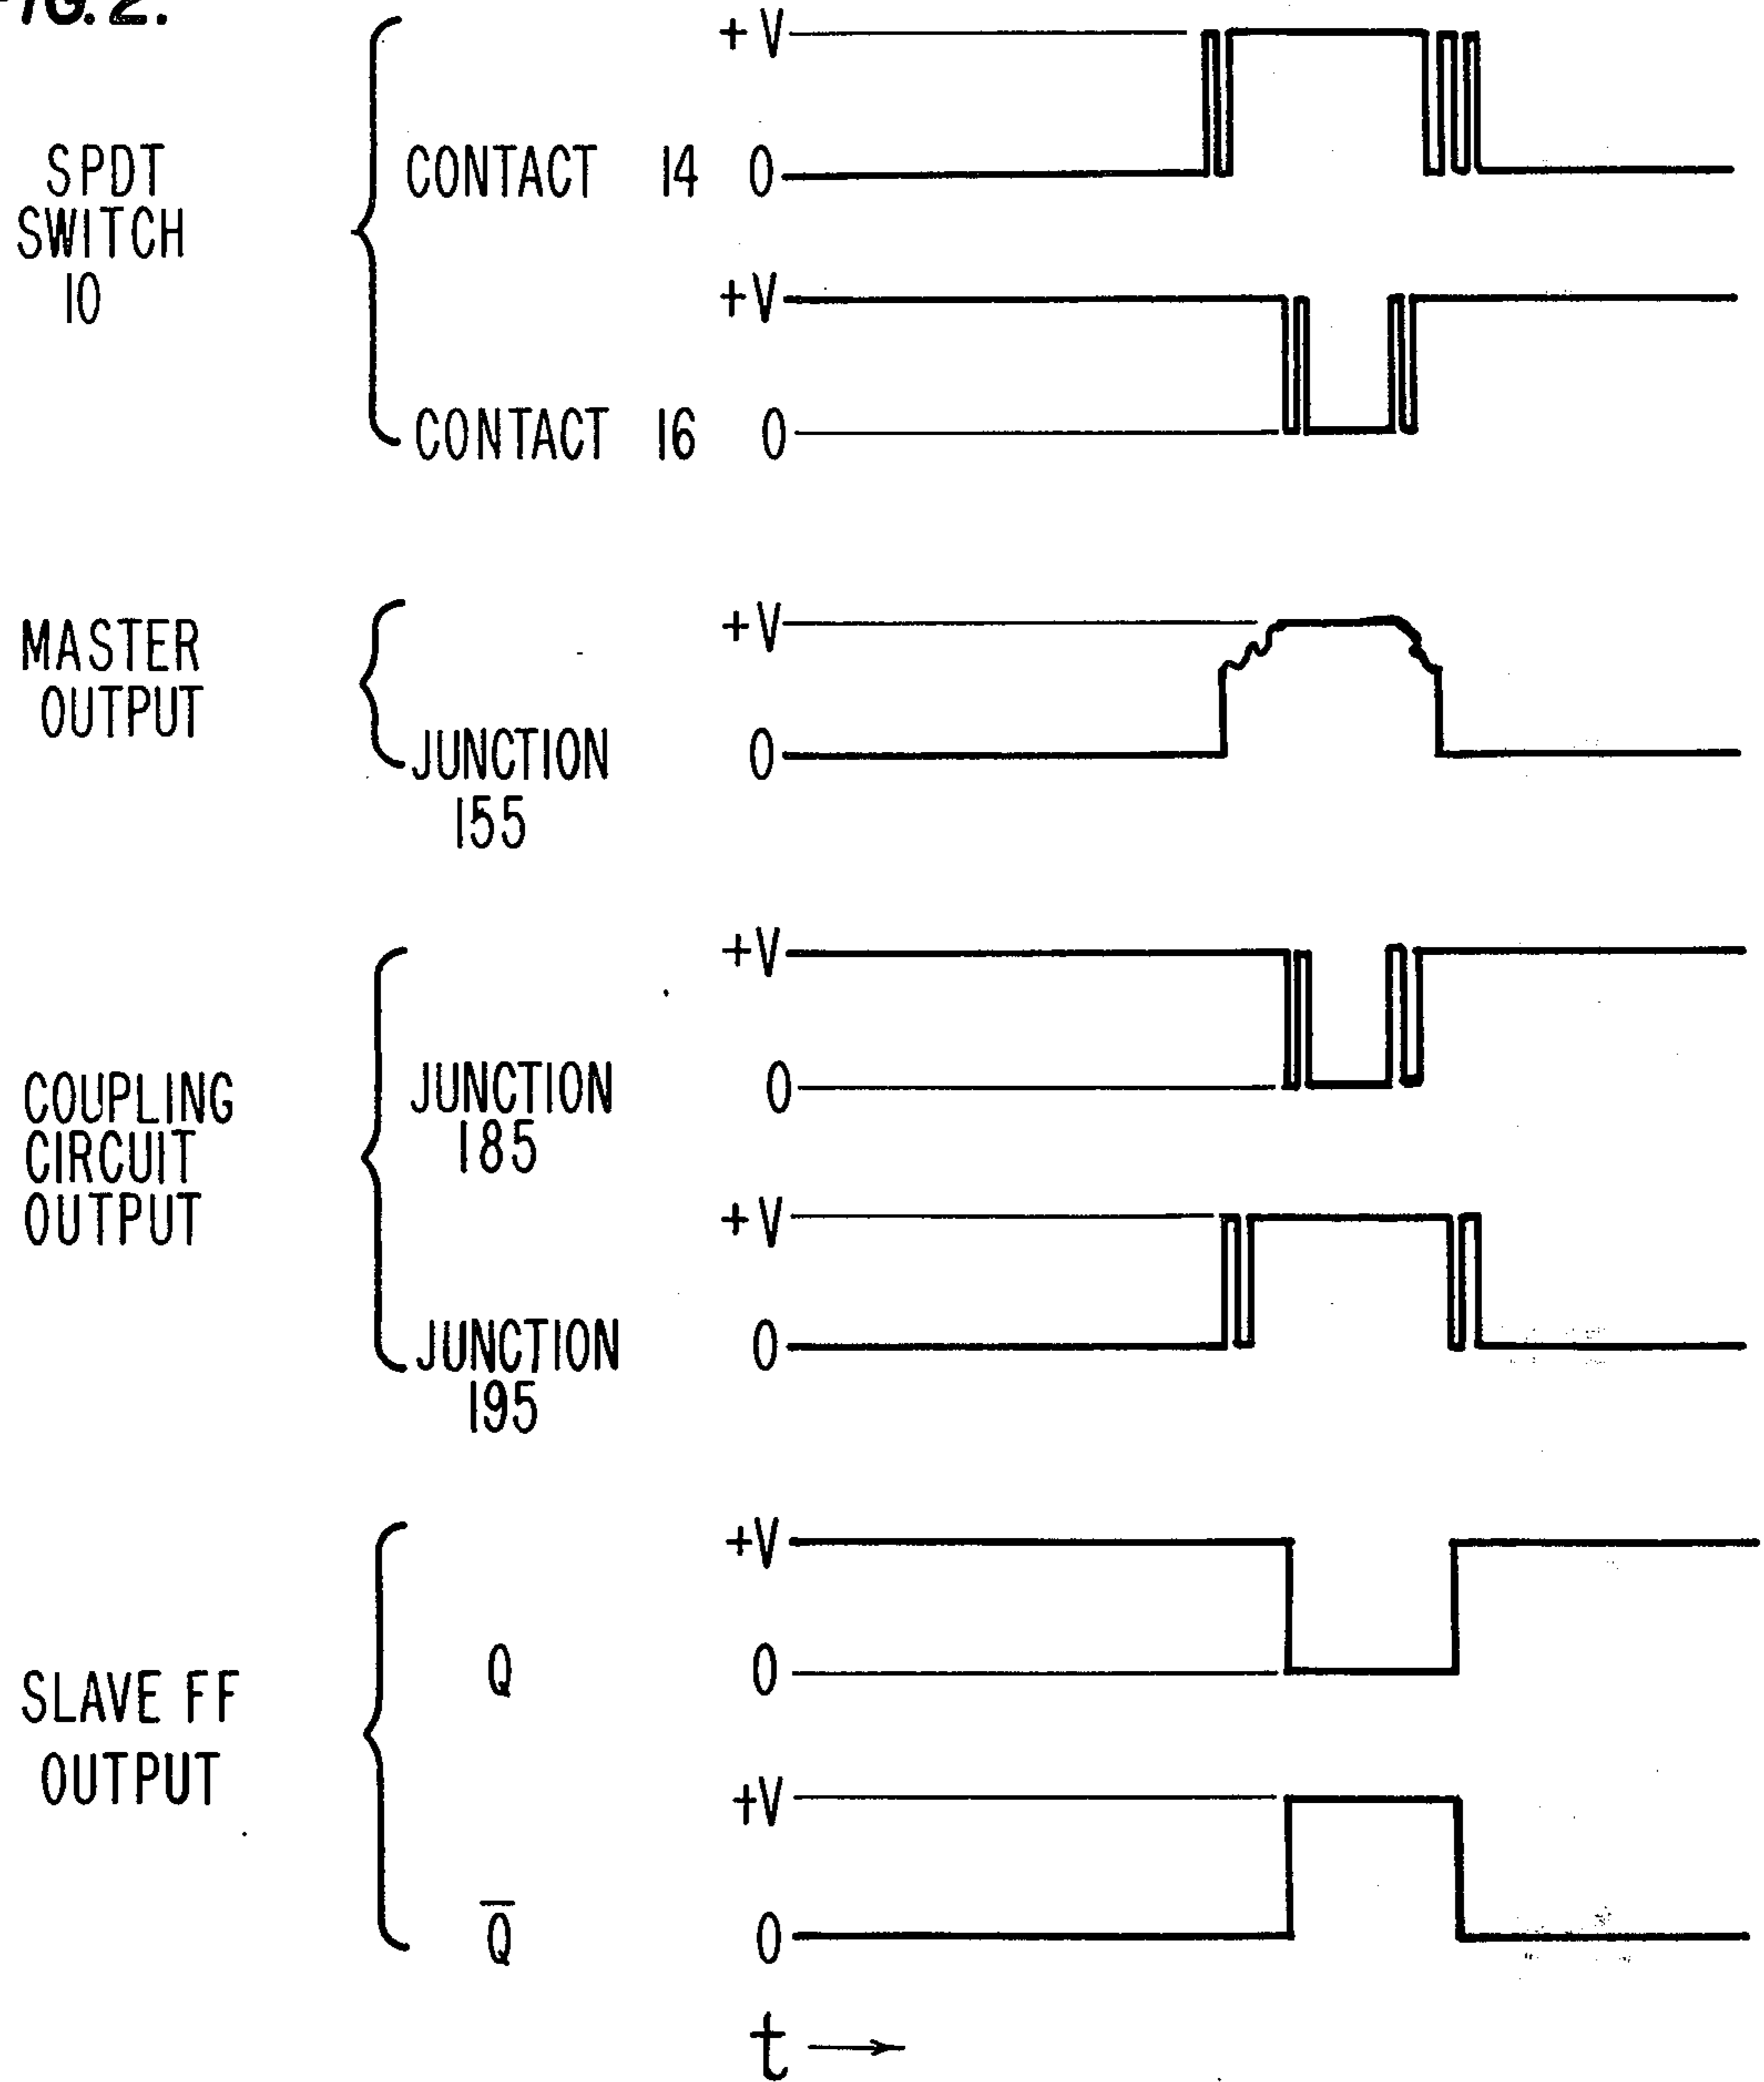 FIG. 2.
+V
SPDT
SWITCH
10
CONTACT 14 0
+V
CONTACT 16 0
MASTER
OUTPUT
+V
JUNCTION
155
0
COUPLING
CIRCUIT
OUTPUT
+V
JUNCTION
185
0
+V
JUNCTION
195
0
SLAVE FF
OUTPUT
+V
Q 0
+V
Q̅ 0
t